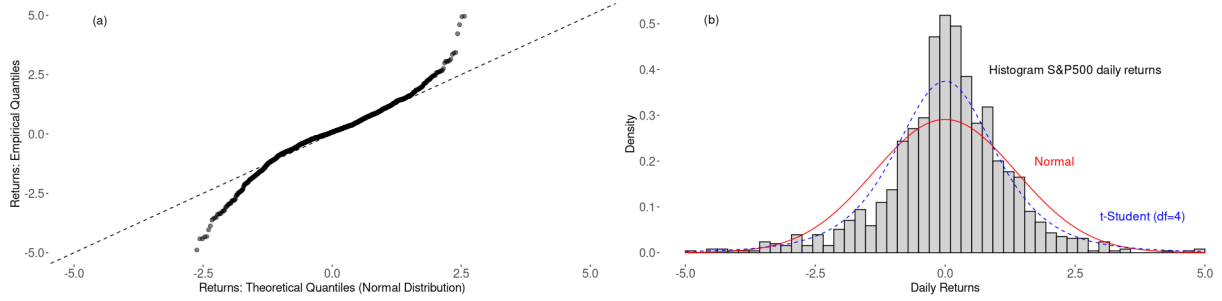 (a)
5.0
2.5
0.0
-2.5
-5.0
Returns: Empirical Quantiles
-5.0 -2.5 0.0 2.5 5.0
Returns: Theoretical Quantiles (Normal Distribution)
(b)
0.5
0.4
0.3
0.2
0.1
0.0
Density
Histogram S&P500 daily returns
Normal
t-Student (df=4)
-5.0 -2.5 0.0 2.5 5.0
Daily Returns